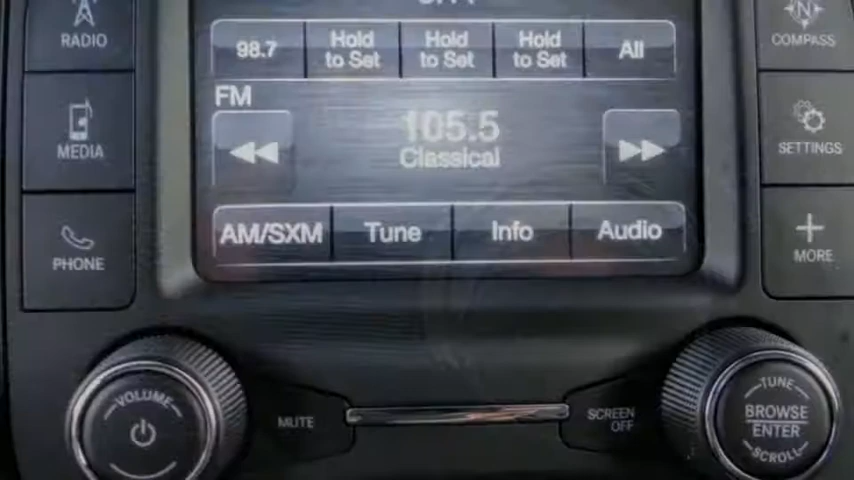 RADIO
98.7
Hold
to Set
Hold
to Set
Hold
to Set
All
N
COMPASS
FM
MEDIA
105.5
Classical
SETTINGS
PHONE
AM/SXM
Tune
Info
Audio
MORE
VOLUME
MUTE
SCREEN
OFF
TUNE
BROWSE
ENTER
SCROLL